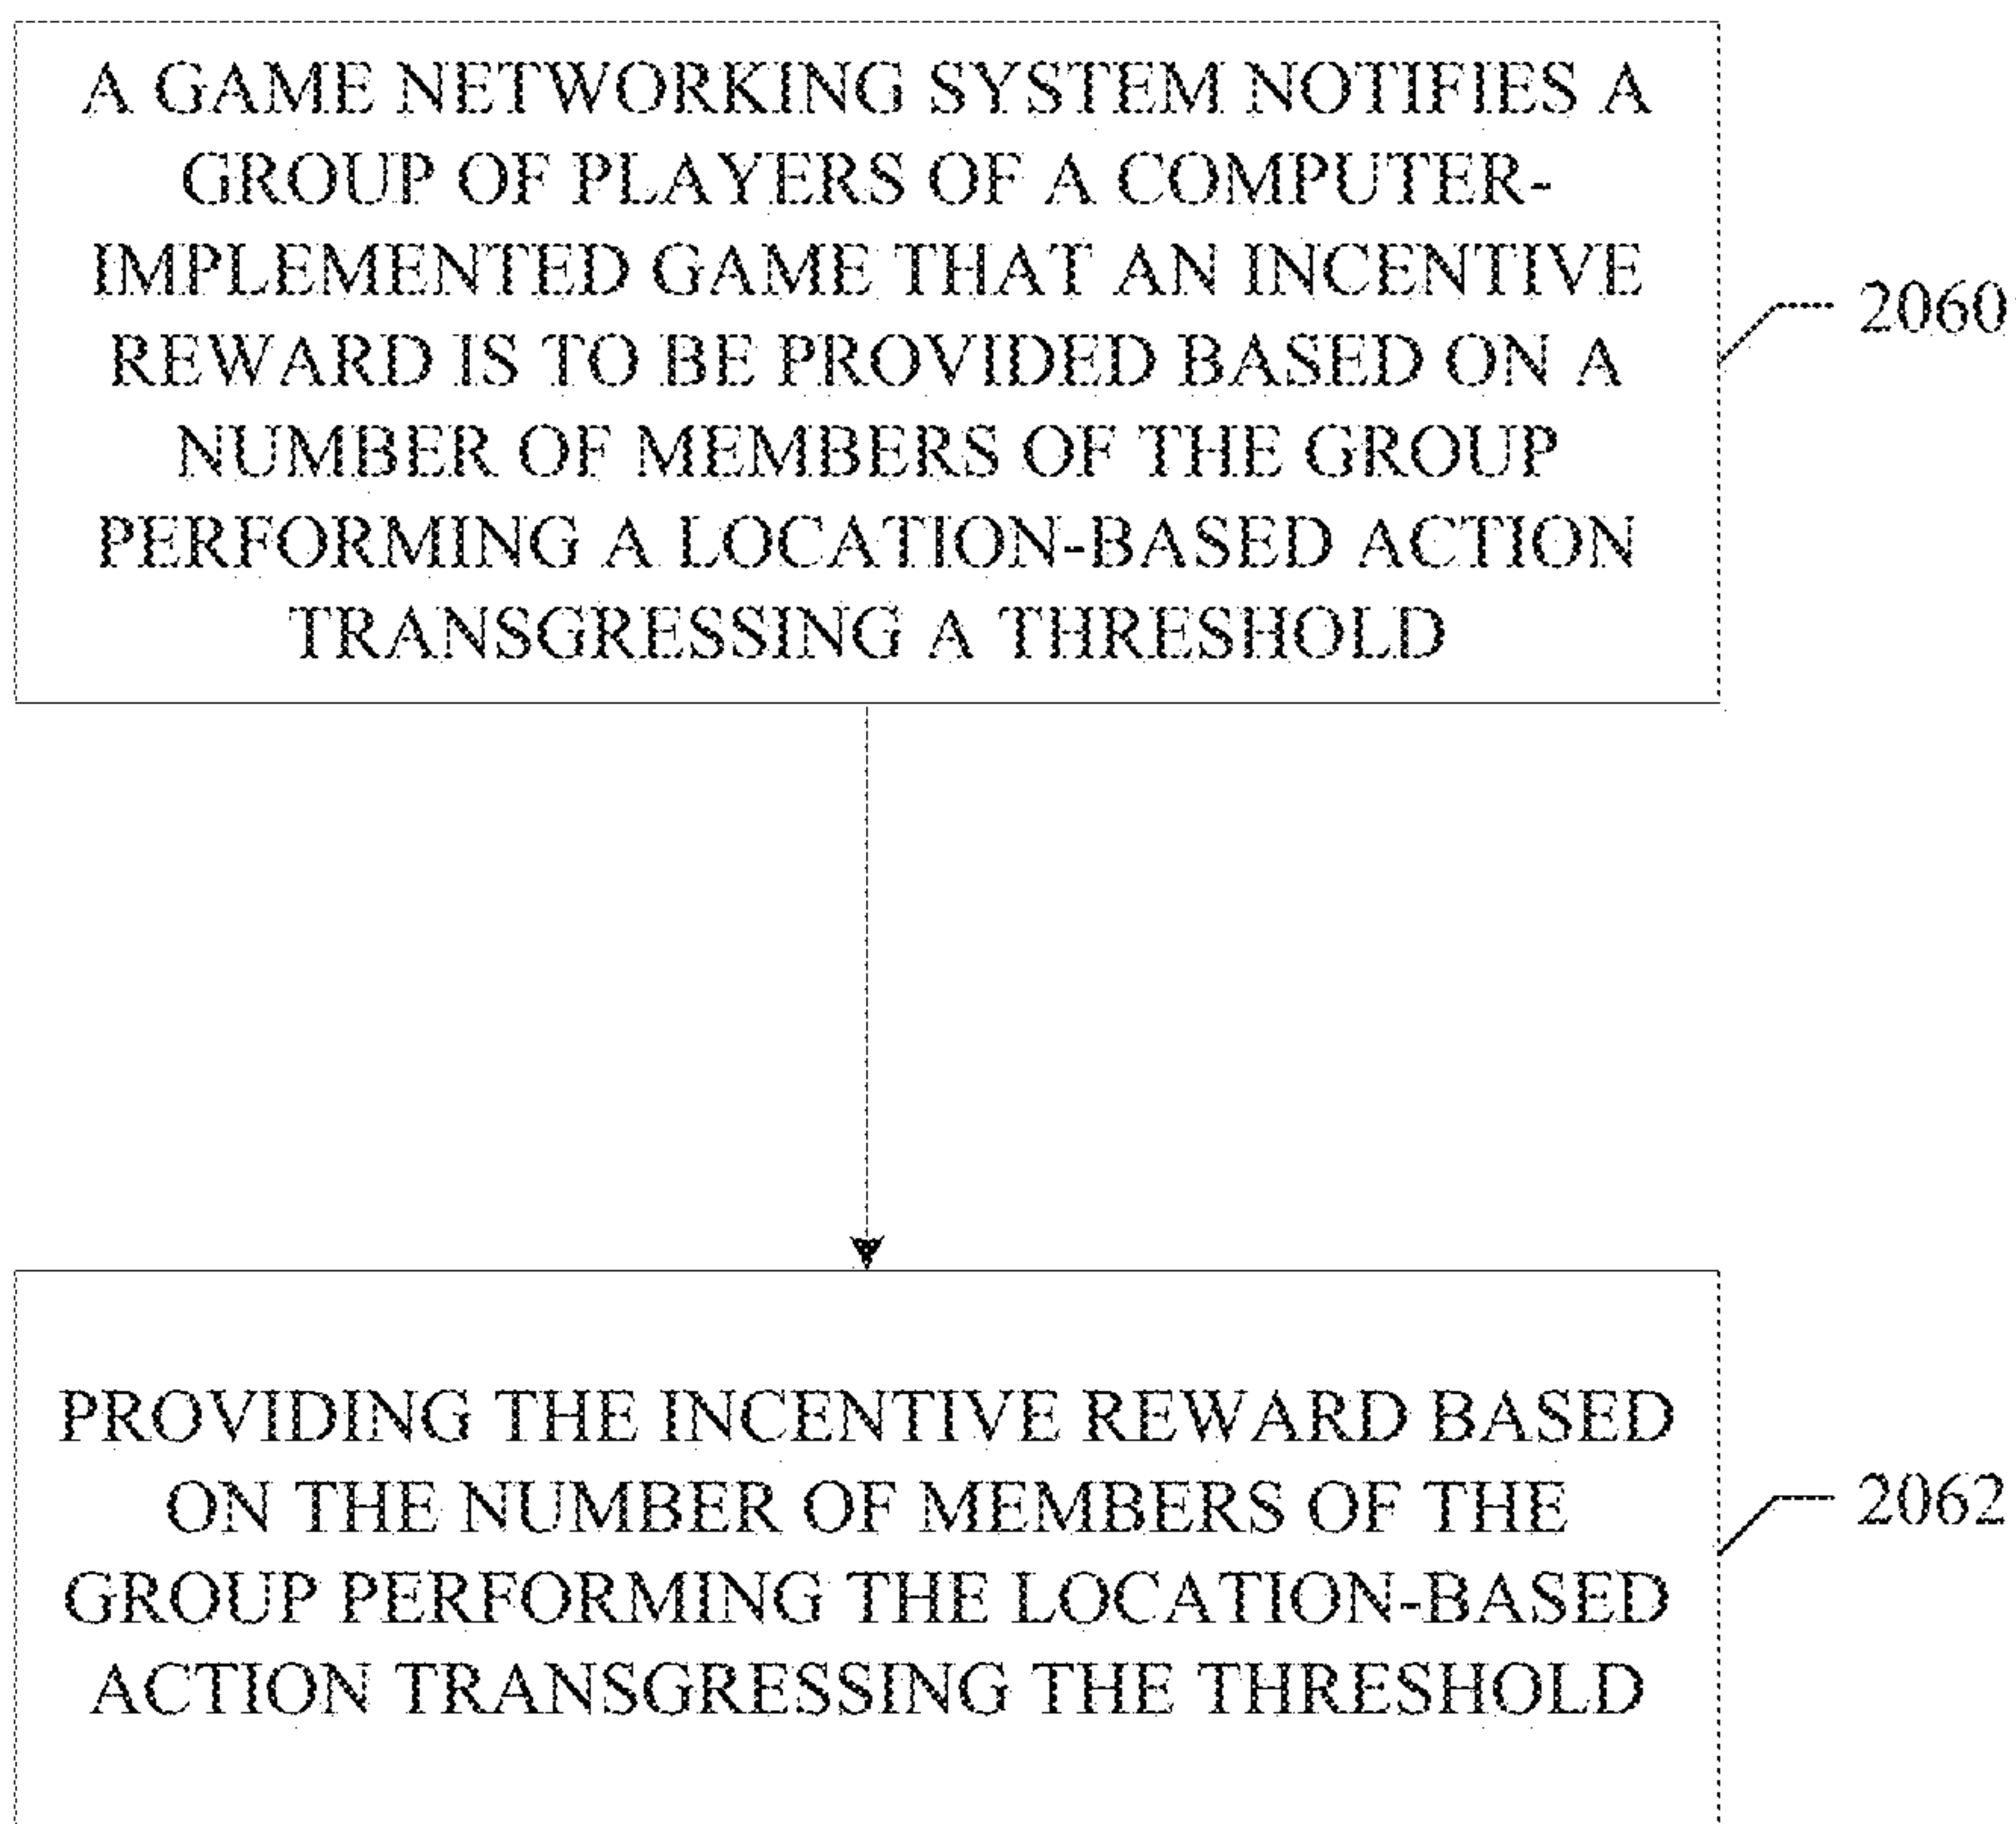 A GAME NETWORKING SYSTEM NOTIFIES A
GROUP OF PLAYERS OF A COMPUTER-
IMPLEMENTED GAME THAT AN INCENTIVE
REWARD IS TO BE PROVIDED BASED ON A
NUMBER OF MEMBERS OF THE GROUP
PERFORMING A LOCATION-BASED ACTION
TRANSGRESSING A THRESHOLD
2060
PROVIDING THE INCENTIVE REWARD BASED
ON THE NUMBER OF MEMBERS OF THE
GROUP PERFORMING THE LOCATION-BASED
ACTION TRANSGRESSING THE THRESHOLD
2062